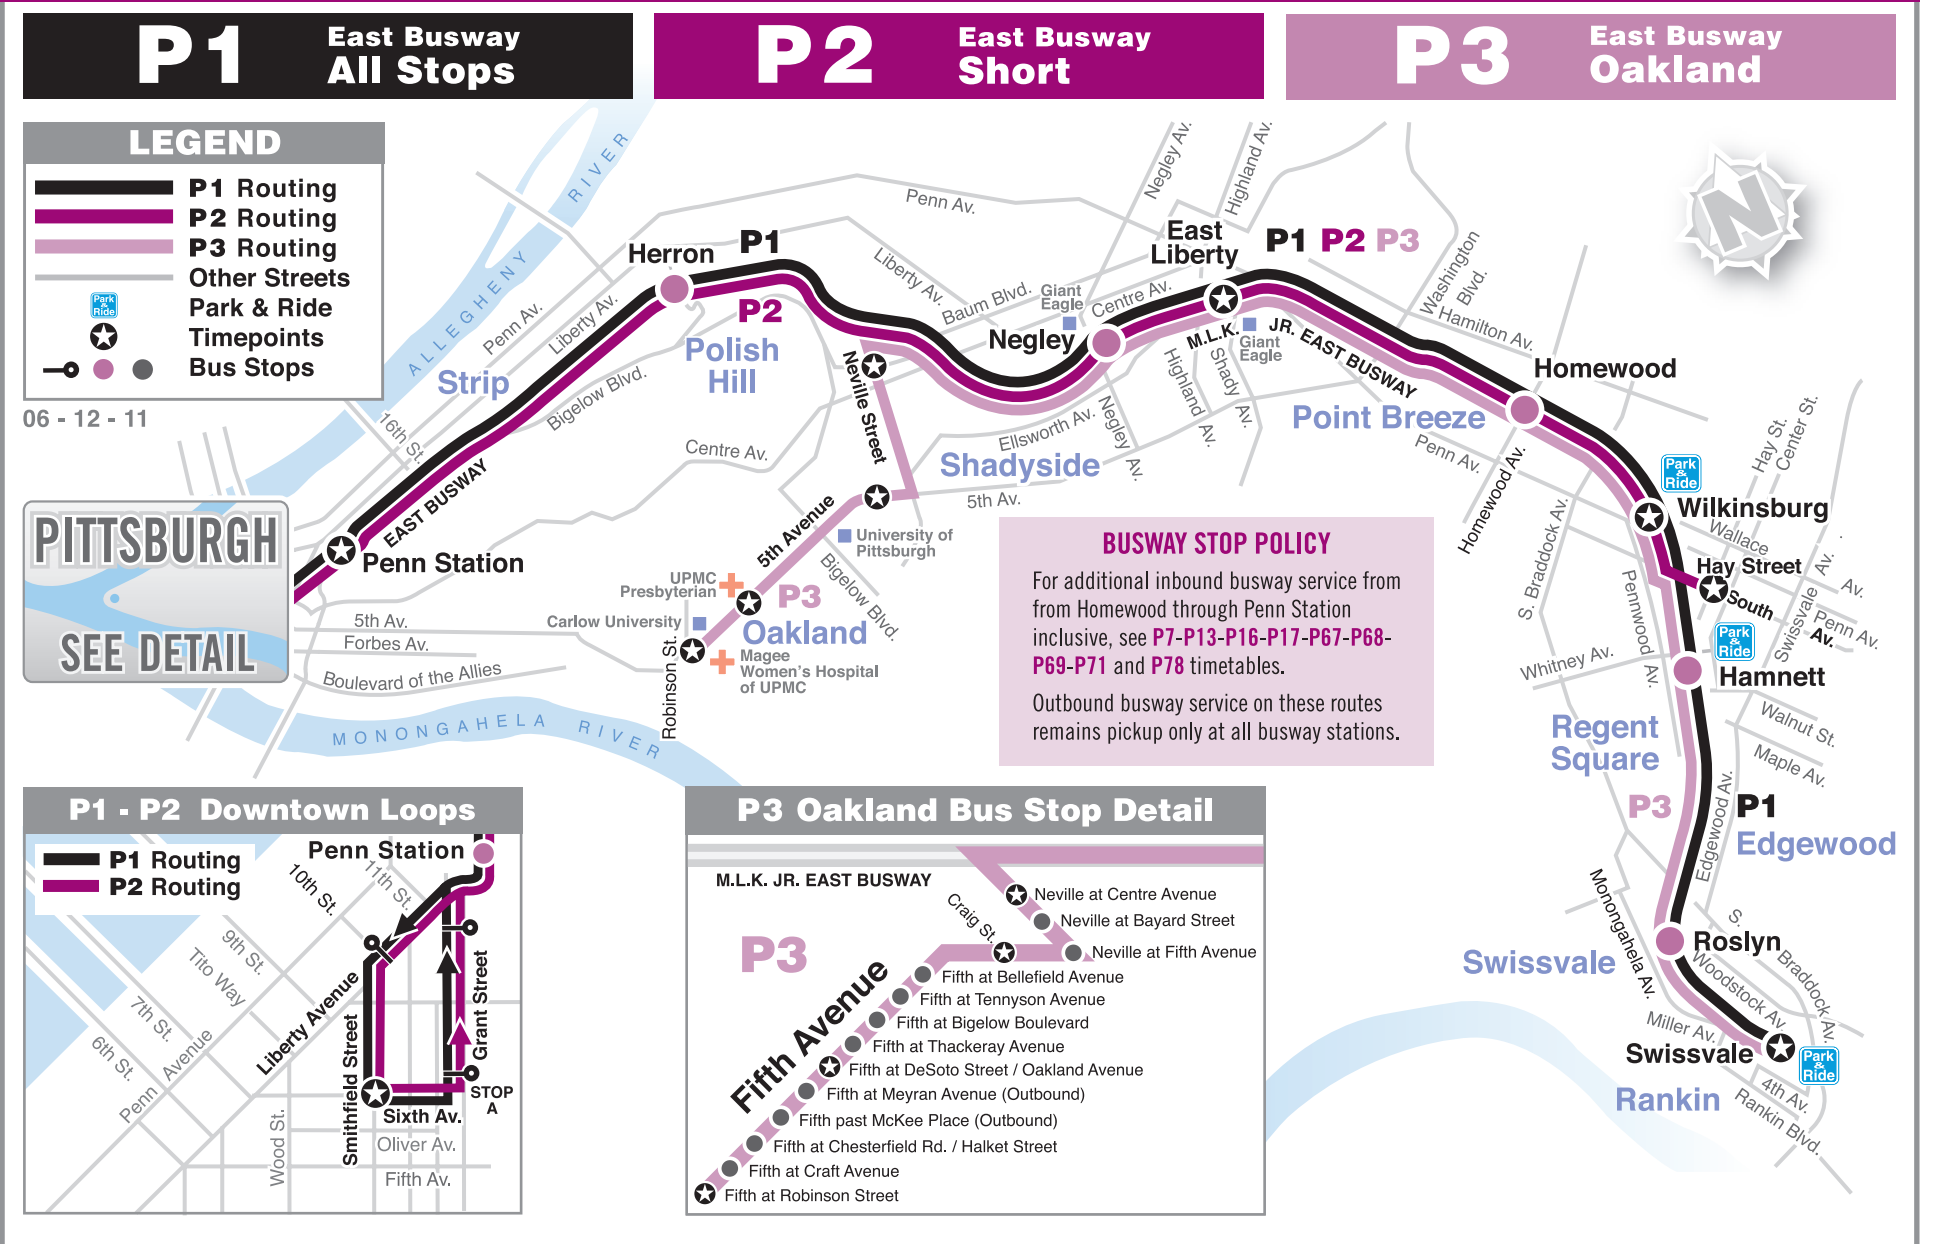 P1
East Busway
All Stops
P2
East Busway
Short
P3
East Busway
Oakland
LEGEND
P1 Routing
P2 Routing
P3 Routing
Other Streets
Park & Ride
Park & Ride
Timepoints
Bus Stops
06 - 12 - 11
ALLEGHENY RIVER
Penn Av.
Negley Av.
Highland Av.
Herron
P1
P2
Polish
Hill
Strip
Penn Av.
Liberty Av.
Bigelow Blvd.
16th St.
EAST BUSWAY
Penn Station
Liberty Av.
Baum Blvd.
Giant
Eagle
Centre Av.
Negley
East
Liberty
P1 P2 P3
M.L.K. JR. EAST BUSWAY
Giant
Eagle
Highland Av.
Shady Av.
Negley Av.
Ellsworth Av.
Shadyside
Neville Street
Centre Av.
5th Av.
5th Avenue
University of
Pittsburgh
Bigelow Blvd.
UPMC
Presbyterian
P3
Carlow University
Oakland
Magee
Women's Hospital
of UPMC
Robinson St.
PITTSBURGH
SEE DETAIL
5th Av.
Forbes Av.
Boulevard of the Allies
MONONGAHELA RIVER
Washington
Blvd.
Hamilton Av.
Homewood
Point Breeze
Penn Av.
Homewood Av.
S. Braddock Av.
Hay St.
Center St.
Park & Ride
Wilkinsburg
Wallace Av.
Hay Street
South Av.
Penn Av.
Swissvale Av.
Park & Ride
Pennwood Av.
Whitney Av.
Hamnett
Walnut St.
Maple Av.
Regent
Square
P3
P1
Edgewood
Edgewood Av.
Monongahela Av.
S. Braddock Av.
Roslyn
Woodstock Av.
Swissvale
Miller Av.
Swissvale
Park & Ride
4th Av.
Rankin Blvd.
Rankin
N
BUSWAY STOP POLICY
For additional inbound busway service from
from Homewood through Penn Station
inclusive, see P7-P13-P16-P17-P67-P68-
P69-P71 and P78 timetables.
Outbound busway service on these routes
remains pickup only at all busway stations.
P1 - P2 Downtown Loops
P1 Routing
P2 Routing
Penn Station
11th St.
10th St.
9th St.
Tito Way
7th St.
6th St.
Penn Avenue
Liberty Avenue
Smithfield Street
Grant Street
STOP
A
Sixth Av.
Oliver Av.
Fifth Av.
Wood St.
P3 Oakland Bus Stop Detail
M.L.K. JR. EAST BUSWAY
Neville at Centre Avenue
Neville at Bayard Street
Craig St.
Neville at Fifth Avenue
P3
Fifth Avenue
Fifth at Bellefield Avenue
Fifth at Tennyson Avenue
Fifth at Bigelow Boulevard
Fifth at Thackeray Avenue
Fifth at DeSoto Street / Oakland Avenue
Fifth at Meyran Avenue (Outbound)
Fifth past McKee Place (Outbound)
Fifth at Chesterfield Rd. / Halket Street
Fifth at Craft Avenue
Fifth at Robinson Street